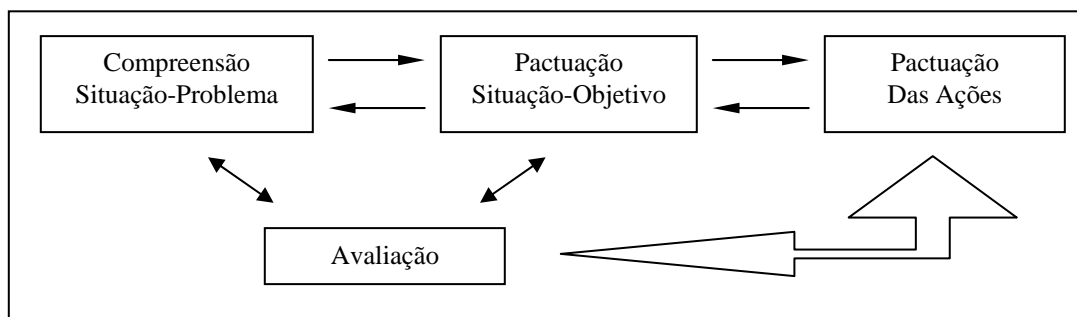 Compreensão
Situação-Problema
Pactuação
Situação-Objetivo
Pactuação
Das Ações
Avaliação